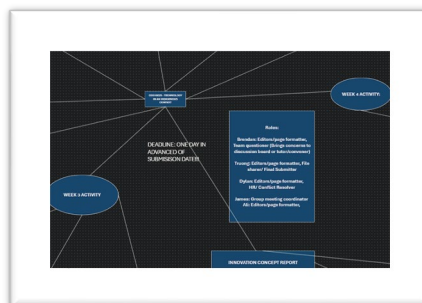 WEEK 4 ACTIVITY:
Roles:
Brendan: Editors/page formatter,
Team questioner (Brings concerns to
discussion board or tutor/convenor)
DEADLINE: ONE DAY IN
ADVANCED OF
SUBMISISON DATE!!
Truong: Editors/page formatter, File
sharer/ Final Submitter
Dylan: Editors/page formatter,
HR/ Conflict Resolver
WEEK 3 ACTIVITY
James: Group meeting coordinator
Ali: Editors/page formatter,
INNOVATION CONCEPT REPORT